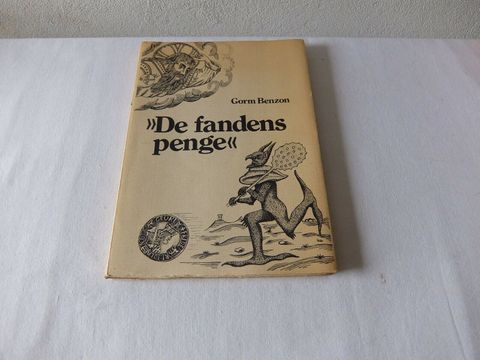 Gorm Benzon
»De fandens
penge«